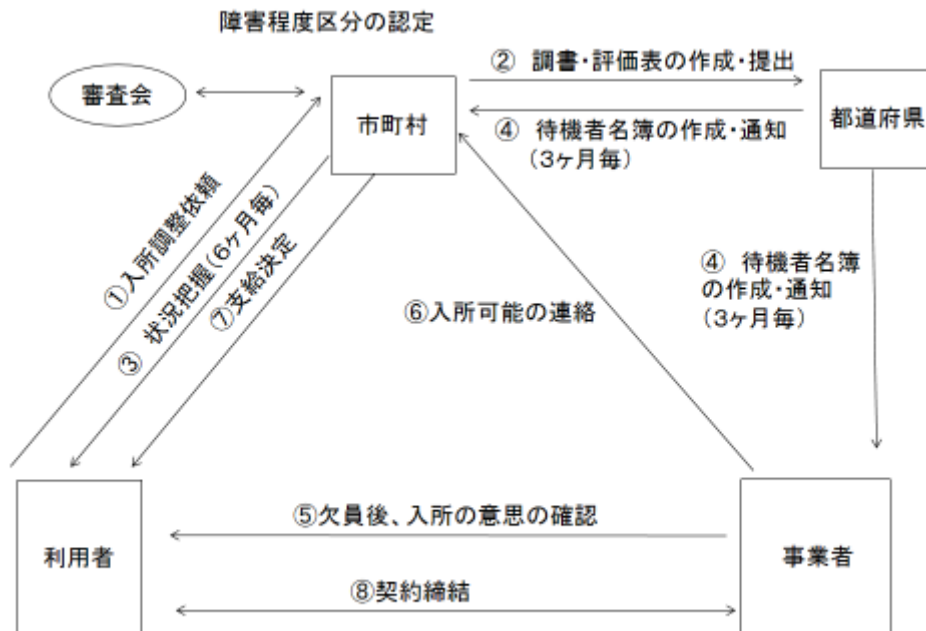 障害程度区分の認定
② 調書・評価表の作成・提出
審査会
市町村
④ 待機者名簿の作成・通知
(3ヶ月毎)
都道府県
①入所調整依頼
③ 状況把握(6ヶ月毎)
⑦支給決定
④ 待機者名簿
の作成・通知
(3ヶ月毎)
⑥入所可能の連絡
⑤欠員後、入所の意思の確認
利用者
事業者
⑧契約締結